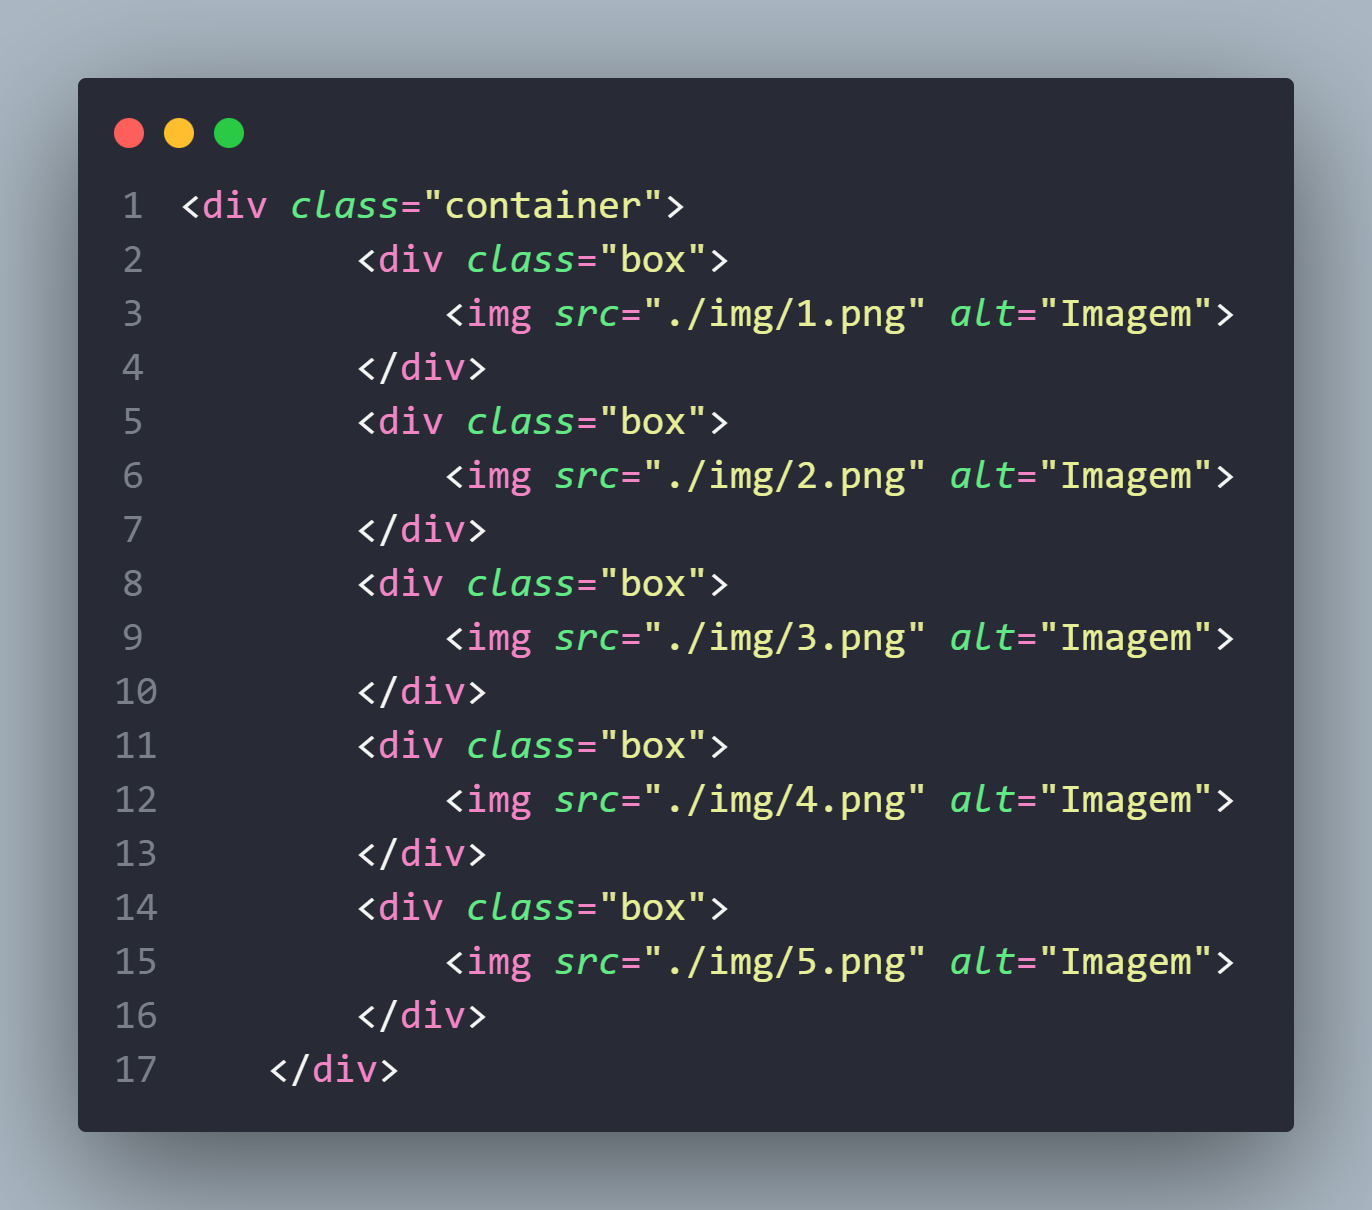 1 <div class="container">
2         <div class="box">
3             <img src="./img/1.png" alt="Imagem">
4         </div>
5         <div class="box">
6             <img src="./img/2.png" alt="Imagem">
7         </div>
8         <div class="box">
9             <img src="./img/3.png" alt="Imagem">
10         </div>
11         <div class="box">
12             <img src="./img/4.png" alt="Imagem">
13         </div>
14         <div class="box">
15             <img src="./img/5.png" alt="Imagem">
16         </div>
17     </div>